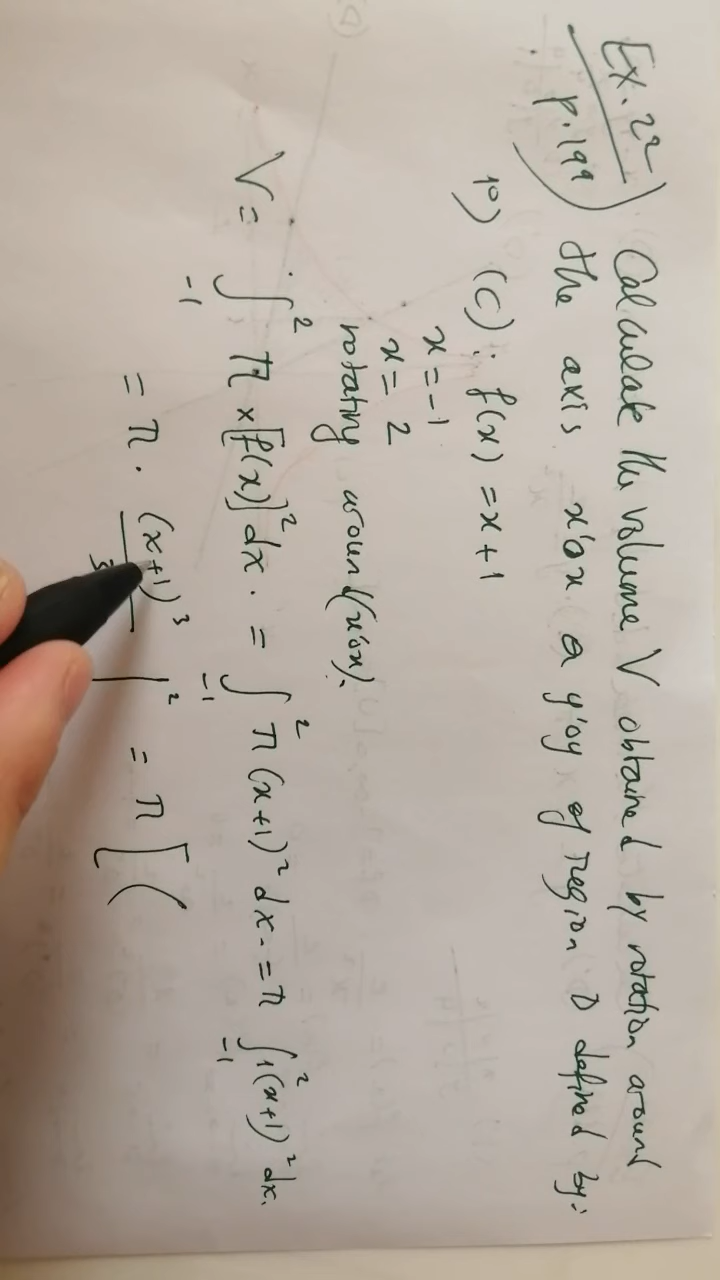 Ex. 22) Calculate the volume V obtained by rotation around
p.199) the axis x'ox a y'oy of region D defined by:
1°) (C): f(x) = x+1
x = -1
x = 2
rotating around (x'ox).
V = ∫_{-1}^{2} π × [f(x)]² dx. = ∫_{-1}^{2} π (x+1)² dx. = π ∫_{-1}^{2} 1(x+1)² dx.
= π . (x+1)³ / 3 |² = π [(